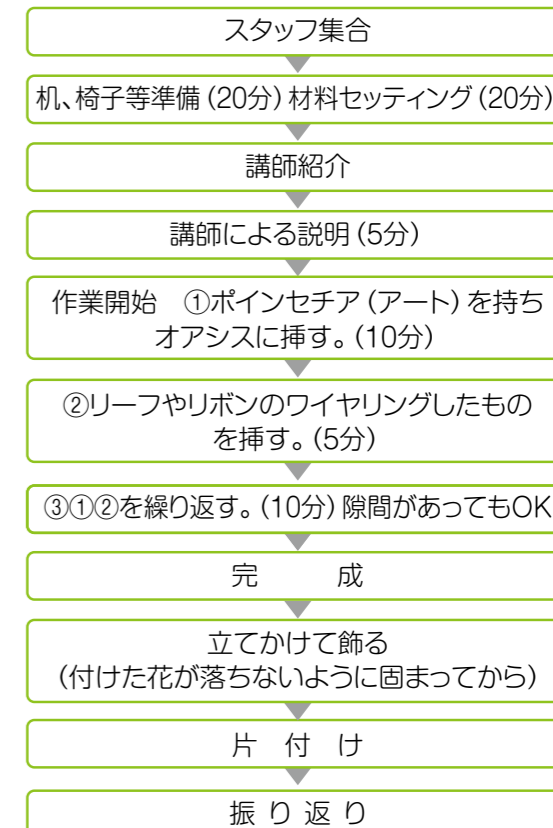 スタッフ集合
机、椅子等準備（20分）材料セッティング（20分）
講師紹介
講師による説明（5分）
作業開始　①ポインセチア（アート）を持ち
オアシスに挿す。（10分）
②リーフやリボンのワイヤリングしたもの
を挿す。（5分）
③①②を繰り返す。（10分）隙間があってもOK
完　　成
立てかけて飾る
（付けた花が落ちないように固まってから）
片　付　け
振 り 返 り